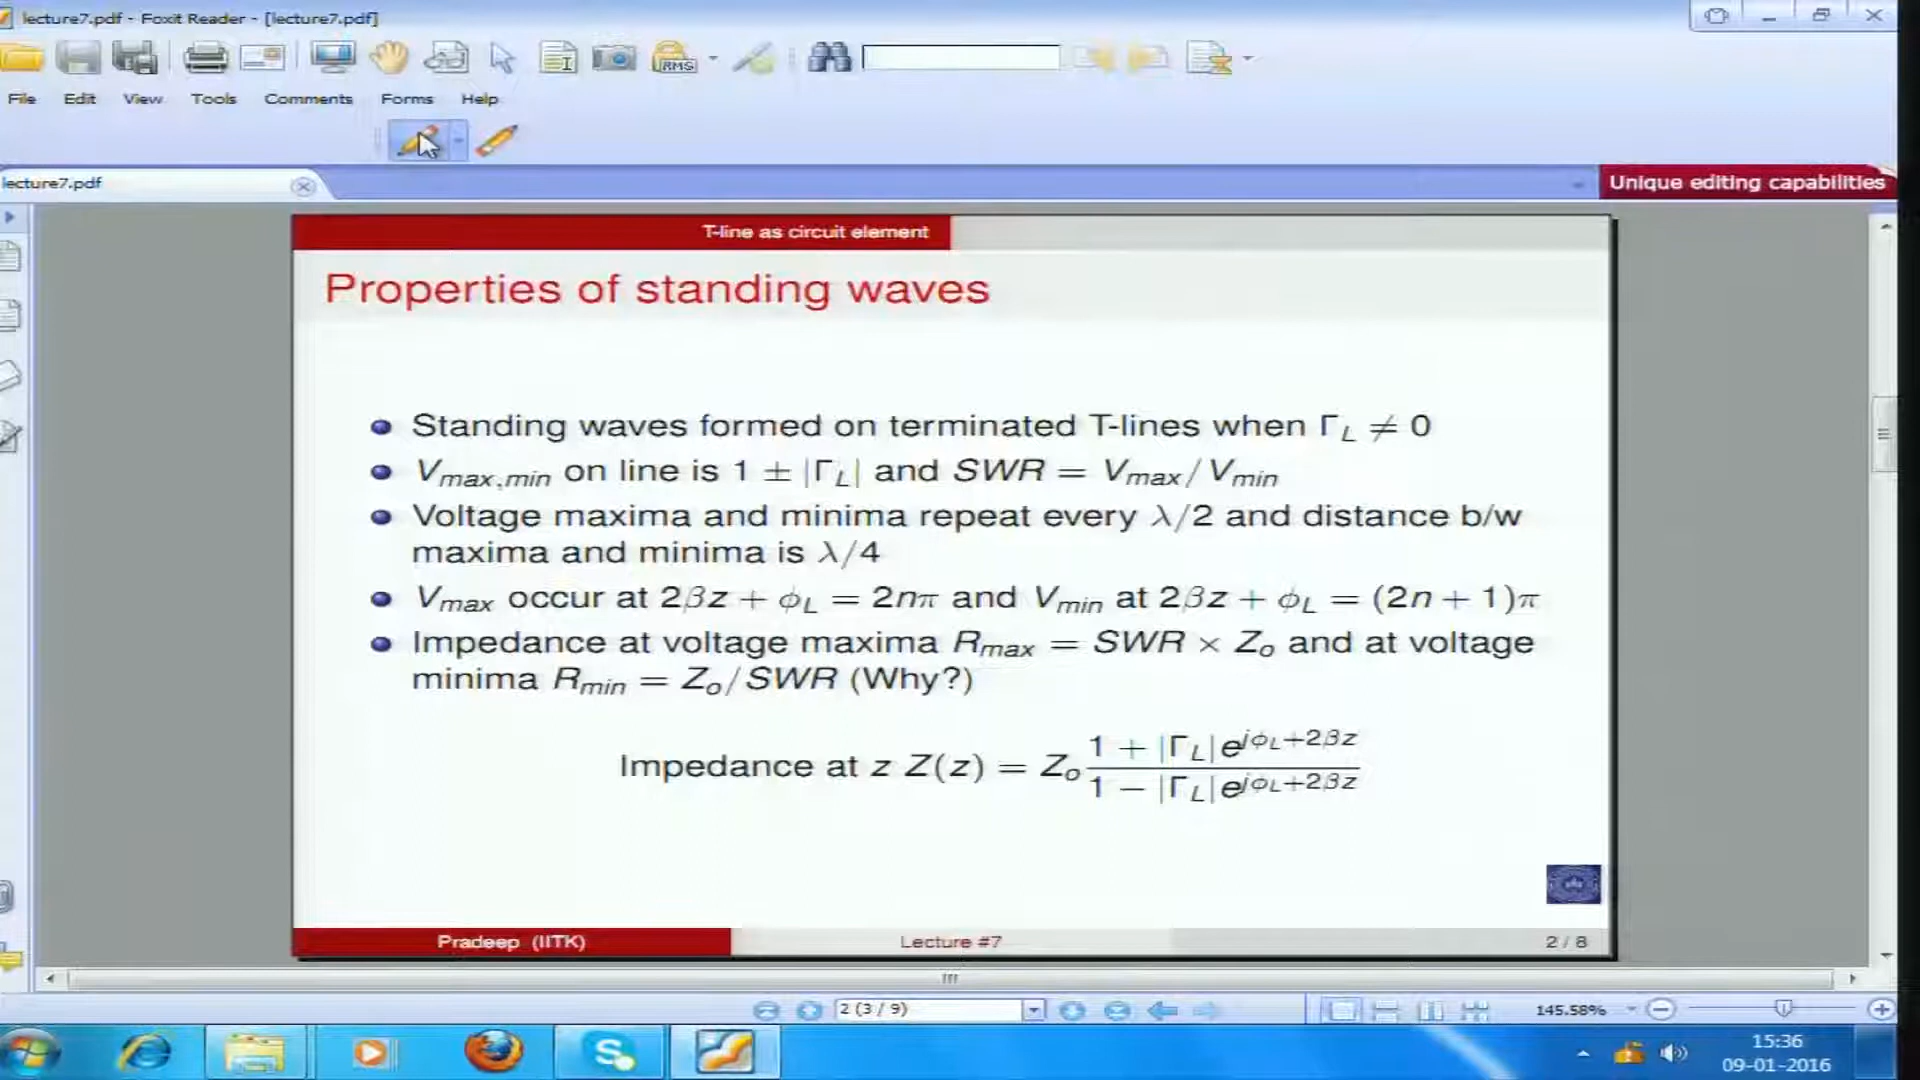 lecture7.pdf - Foxit Reader - [lecture7.pdf]
RMS
File Edit View Tools Comments Forms Help
lecture7.pdf
Unique editing capabilities
T-line as circuit element
Properties of standing waves
Standing waves formed on terminated T-lines when Γ_L ≠ 0
V_max,min on line is 1 ± |Γ_L| and SWR = V_max/V_min
Voltage maxima and minima repeat every λ/2 and distance b/w
maxima and minima is λ/4
V_max occur at 2βz + φ_L = 2nπ and V_min at 2βz + φ_L = (2n + 1)π
Impedance at voltage maxima R_max = SWR × Z_o and at voltage
minima R_min = Z_o/SWR (Why?)
Impedance at z Z(z) = Z_o (1 + |Γ_L|e^{jφ_L+2βz}) / (1 − |Γ_L|e^{jφ_L+2βz})
Pradeep (IITK) Lecture #7 2 / 8
2 (3 / 9)
145.58%
15:36
09-01-2016